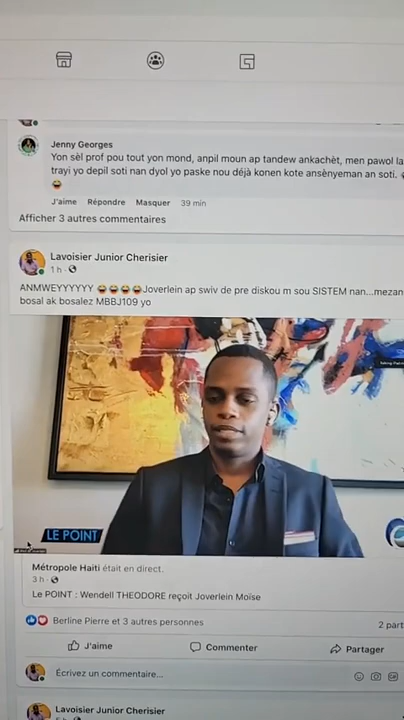 Jenny Georges
Yon sèl prof pou tout yon mond, anpil moun ap tandew ankachèt, men pawol la
trayi yo depil soti nan dyol yo paske nou déjà konen kote ansènyeman an soti.
J'aime Répondre Masquer 39 min
Afficher 3 autres commentaires
Lavoisier Junior Cherisier
1 h
ANMWEYYYYYY 😂😂😂😂Joverlein ap swiv de pre diskou m sou SISTEM nan...mezan
bosal ak bosalez MBBJ109 yo
LE POINT
Métropole Haiti était en direct.
3 h
Le POINT : Wendell THEODORE reçoit Joverlein Moïse
Berline Pierre et 3 autres personnes
2 part
J'aime Commenter Partager
Écrivez un commentaire...
GIF
Lavoisier Junior Cherisier